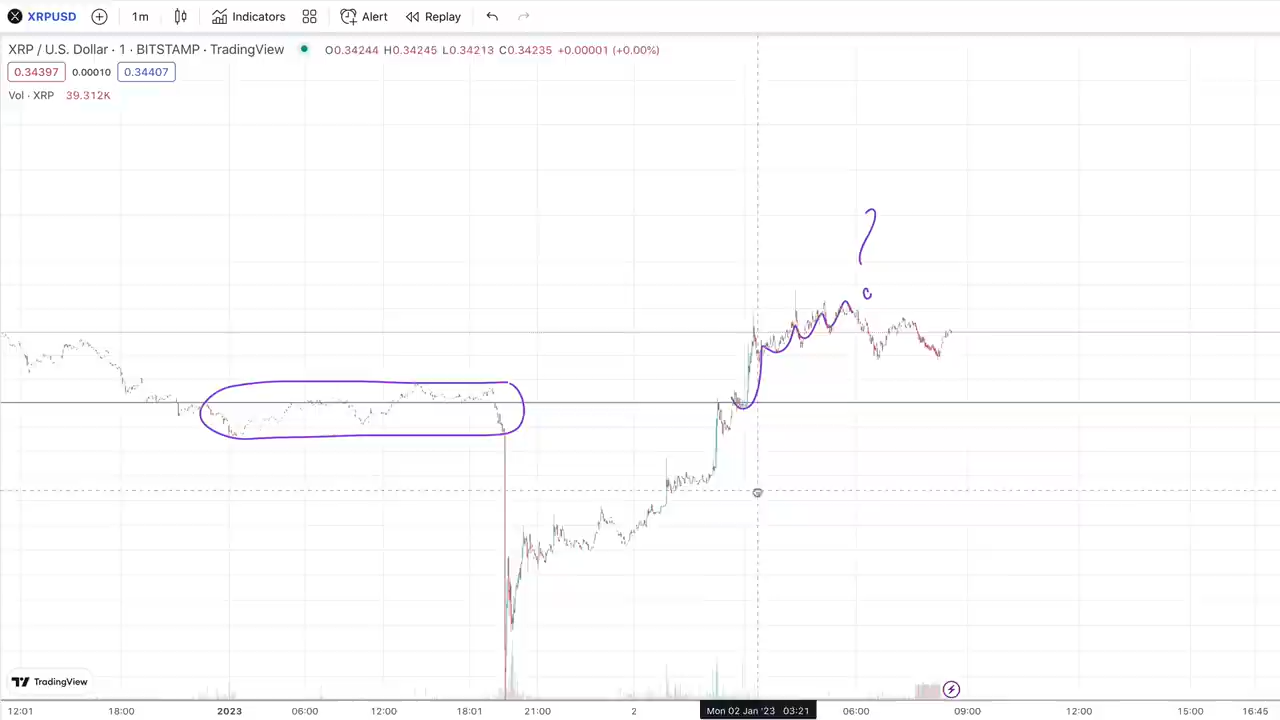 XRPUSD 1m Indicators Alert Replay
XRP / U.S. Dollar · 1 · BITSTAMP · TradingView O0.34244 H0.34245 L0.34213 C0.34235 +0.00001 (+0.00%)
0.34397 0.00010 0.34407
Vol · XRP 39.312K
?
TradingView
12:01 18:00 2023 06:00 12:00 18:01 21:00 2 Mon 02 Jan '23 03:21 06:00 09:00 12:00 15:00 16:45